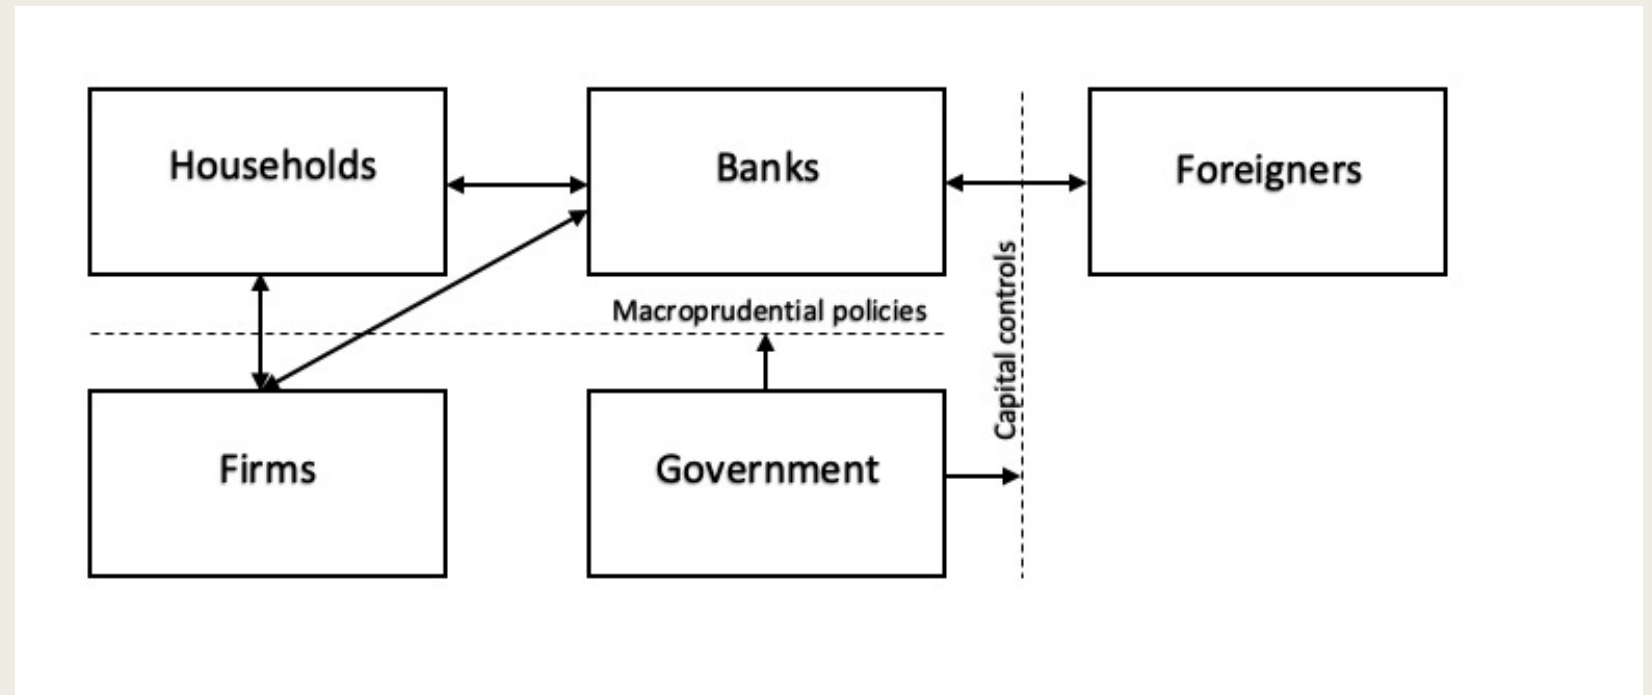 Households
Banks
Foreigners
Macroprudential policies
Capital controls
Firms
Government